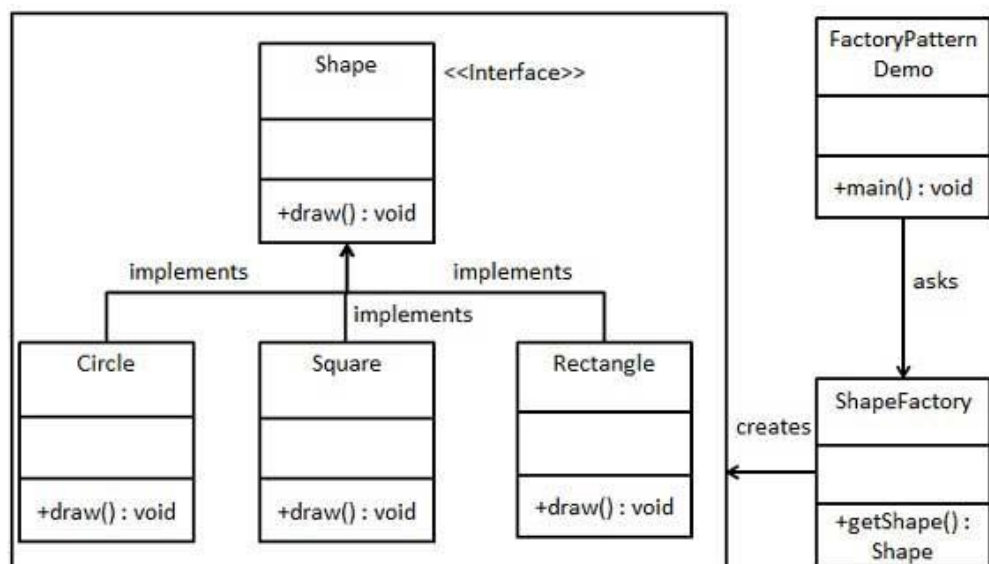 Shape
<<Interface>>
+draw() : void
implements
implements
implements
Circle
+draw() : void
Square
+draw() : void
Rectangle
+draw() : void
FactoryPattern
Demo
+main() : void
asks
creates
ShapeFactory
+getShape() :
Shape